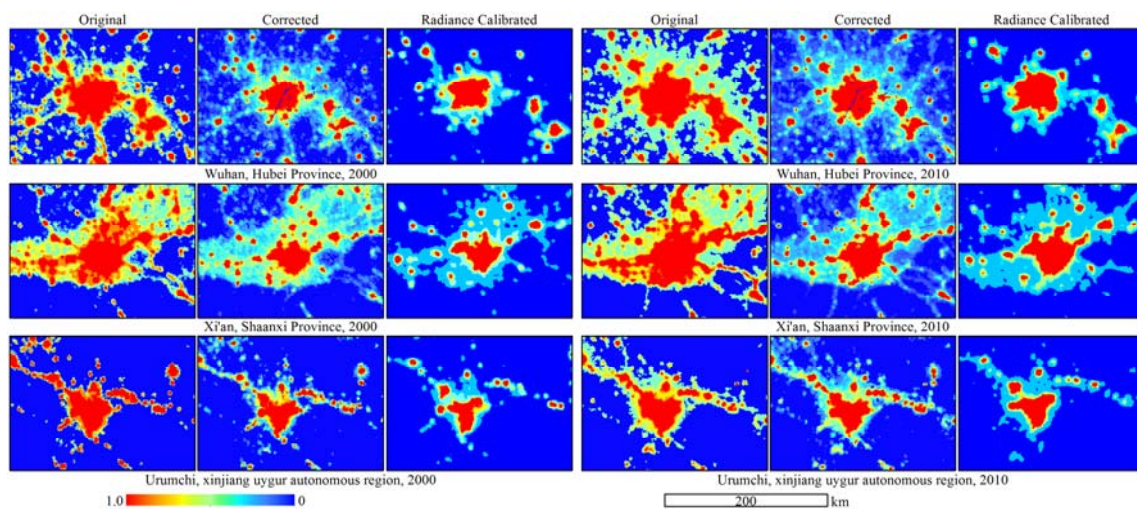 Original Corrected Radiance Calibrated Original Corrected Radiance Calibrated
Wuhan, Hubei Province, 2000 Wuhan, Hubei Province, 2010
Xi'an, Shaanxi Province, 2000 Xi'an, Shaanxi Province, 2010
Urumchi, xinjiang uygur autonomous region, 2000 Urumchi, xinjiang uygur autonomous region, 2010
1.0 0 200 km